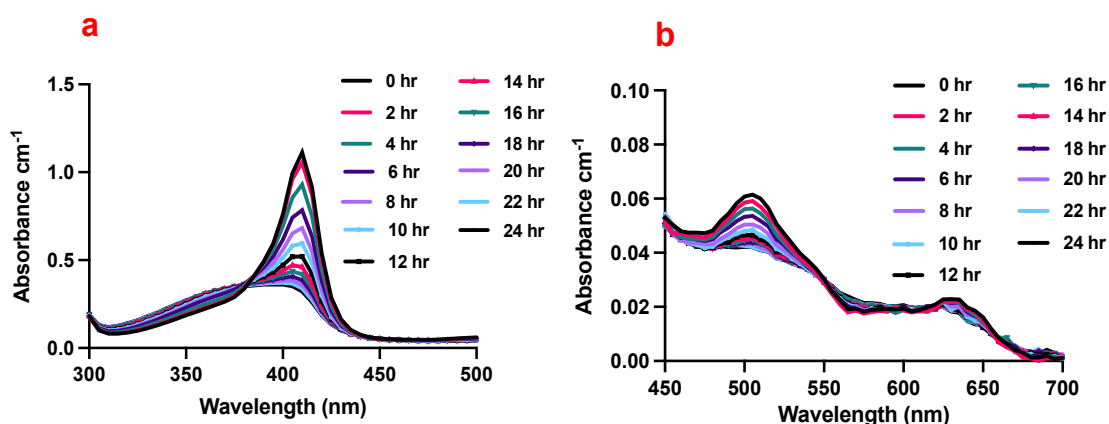 a
Absorbance cm-1
1.5
1.0
0.5
0.0
300
350
400
450
500
Wavelength (nm)
0 hr
2 hr
4 hr
6 hr
8 hr
10 hr
12 hr
14 hr
16 hr
18 hr
20 hr
22 hr
24 hr
b
Absorbance cm-1
0.10
0.08
0.06
0.04
0.02
0.00
450
500
550
600
650
700
Wavelength (nm)
0 hr
2 hr
4 hr
6 hr
8 hr
10 hr
12 hr
16 hr
14 hr
18 hr
20 hr
22 hr
24 hr